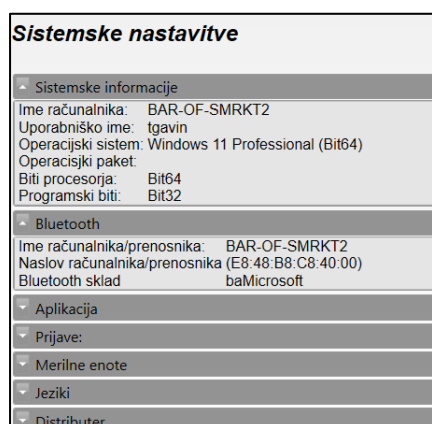 Sistemske nastavitve
Sistemske informacije
Ime računalnika: BAR-OF-SMRKT2
Uporabniško ime: tgavin
Operacijski sistem: Windows 11 Professional (Bit64)
Operacisjki paket:
Biti procesorja: Bit64
Programski biti: Bit32
Bluetooth
Ime računalnika/prenosnika: BAR-OF-SMRKT2
Naslov računalnika/prenosnika (E8:48:B8:C8:40:00)
Bluetooth sklad baMicrosoft
Aplikacija
Prijave:
Merilne enote
Jeziki
Distributer